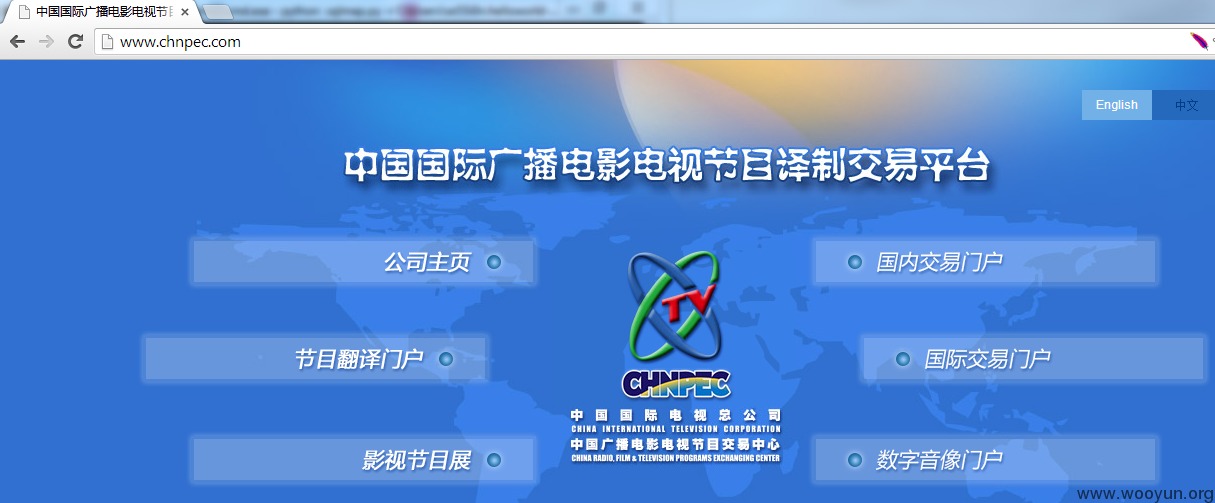 中国国际广播电影电视节目
www.chnpec.com
English
中文
中国国际广播电影电视节目译制交易平台
公司主页
国内交易门户
节目翻译门户
国际交易门户
影视节目展
数字音像门户
TV
CHNPEC
中国国际电视总公司
CHINA INTERNATIONAL TELEVISION CORPORATION
中国广播电影电视节目交易中心
CHINA RADIO, FILM & TELEVISION PROGRAMS EXCHANGING CENTER
www.wooyun.org